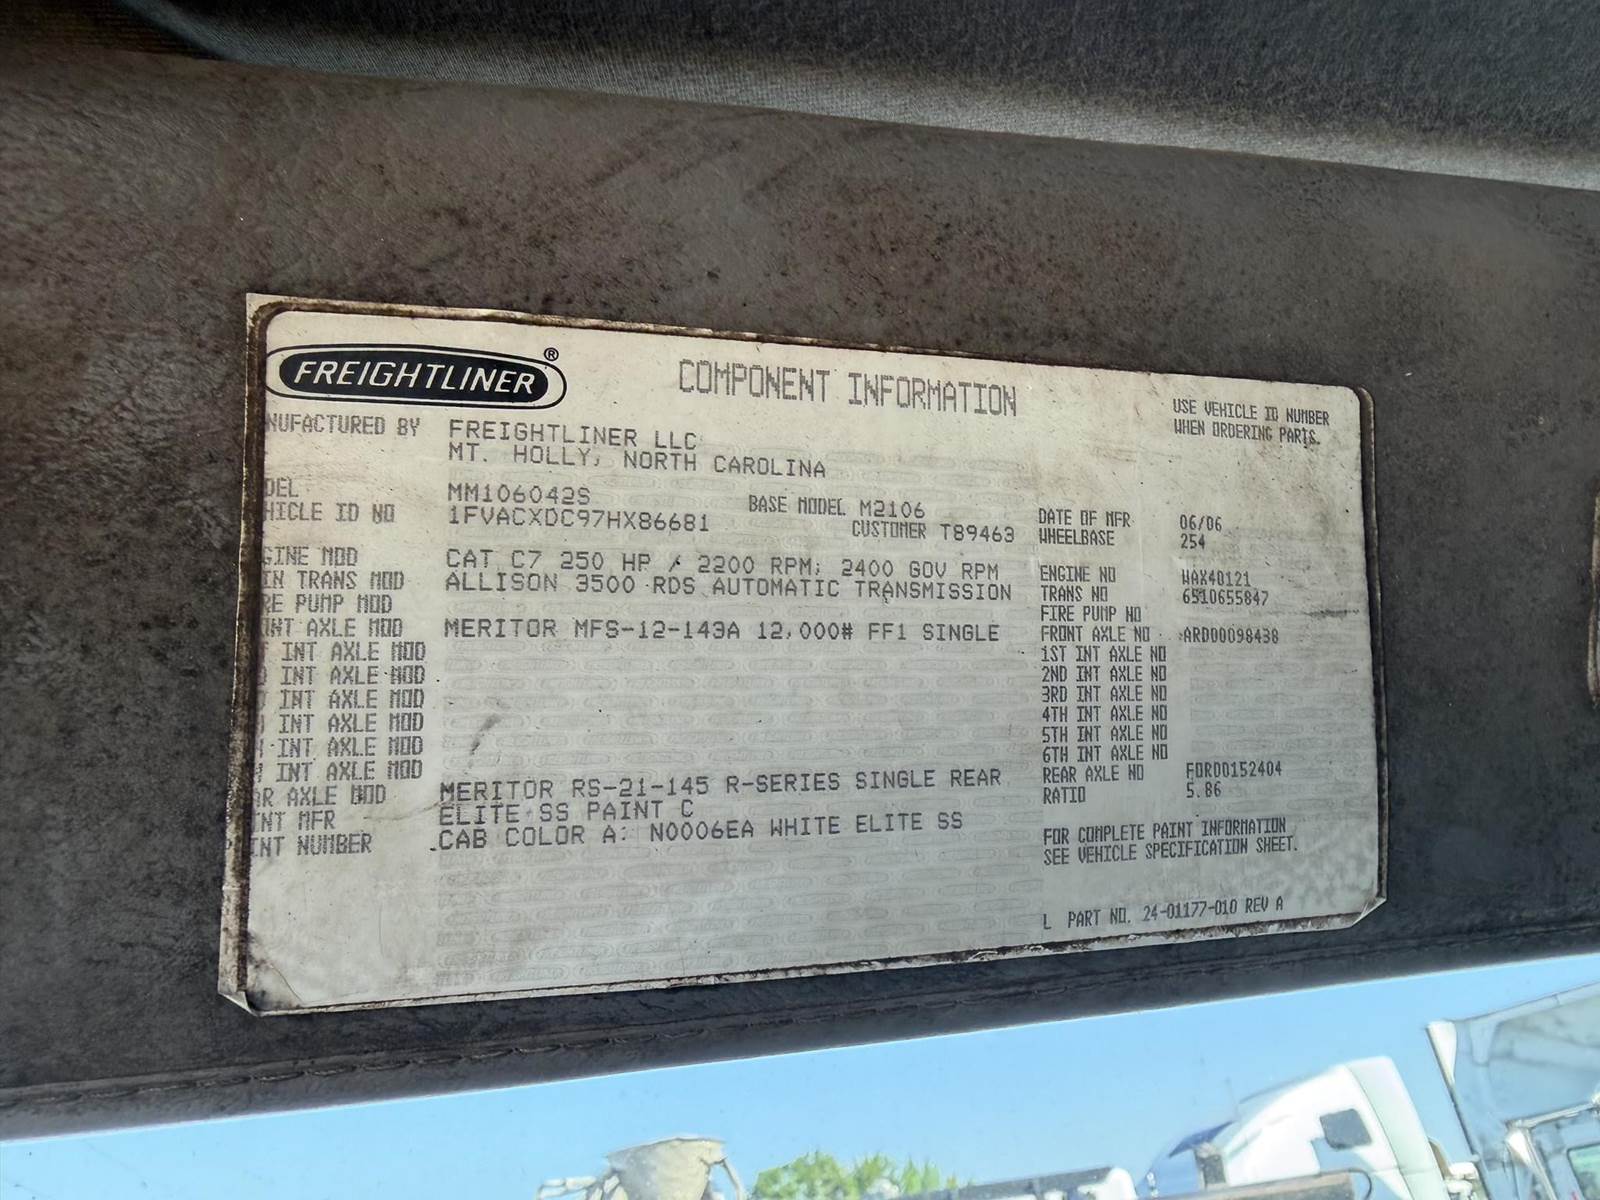 FREIGHTLINER®
COMPONENT INFORMATION
USE VEHICLE ID NUMBER
WHEN ORDERING PARTS.
NUFACTURED BY FREIGHTLINER LLC
MT. HOLLY, NORTH CAROLINA
DEL MM106042S BASE MODEL M2106 DATE OF MFR 06/06
HICLE ID NO 1FVACXDC97HX86681 CUSTOMER T89463 WHEELBASE 254
GINE MOD CAT C7 250 HP / 2200 RPM; 2400 GOV RPM ENGINE NO WAX40121
IN TRANS MOD ALLISON 3500 RDS AUTOMATIC TRANSMISSION TRANS NO 6510655847
RE PUMP MOD FIRE PUMP NO
ONT AXLE MOD MERITOR MFS-12-143A 12,000# FF1 SINGLE FRONT AXLE NO ARD00098438
INT AXLE MOD 1ST INT AXLE NO
INT AXLE MOD 2ND INT AXLE NO
INT AXLE MOD 3RD INT AXLE NO
INT AXLE MOD 4TH INT AXLE NO
INT AXLE MOD 5TH INT AXLE NO
INT AXLE MOD 6TH INT AXLE NO
AR AXLE MOD MERITOR RS-21-145 R-SERIES SINGLE REAR REAR AXLE NO FOR00152404
INT MFR ELITE SS PAINT C RATIO 5.86
INT NUMBER CAB COLOR A: N0006EA WHITE ELITE SS
FOR COMPLETE PAINT INFORMATION
SEE VEHICLE SPECIFICATION SHEET.
L PART NO. 24-01177-010 REV A